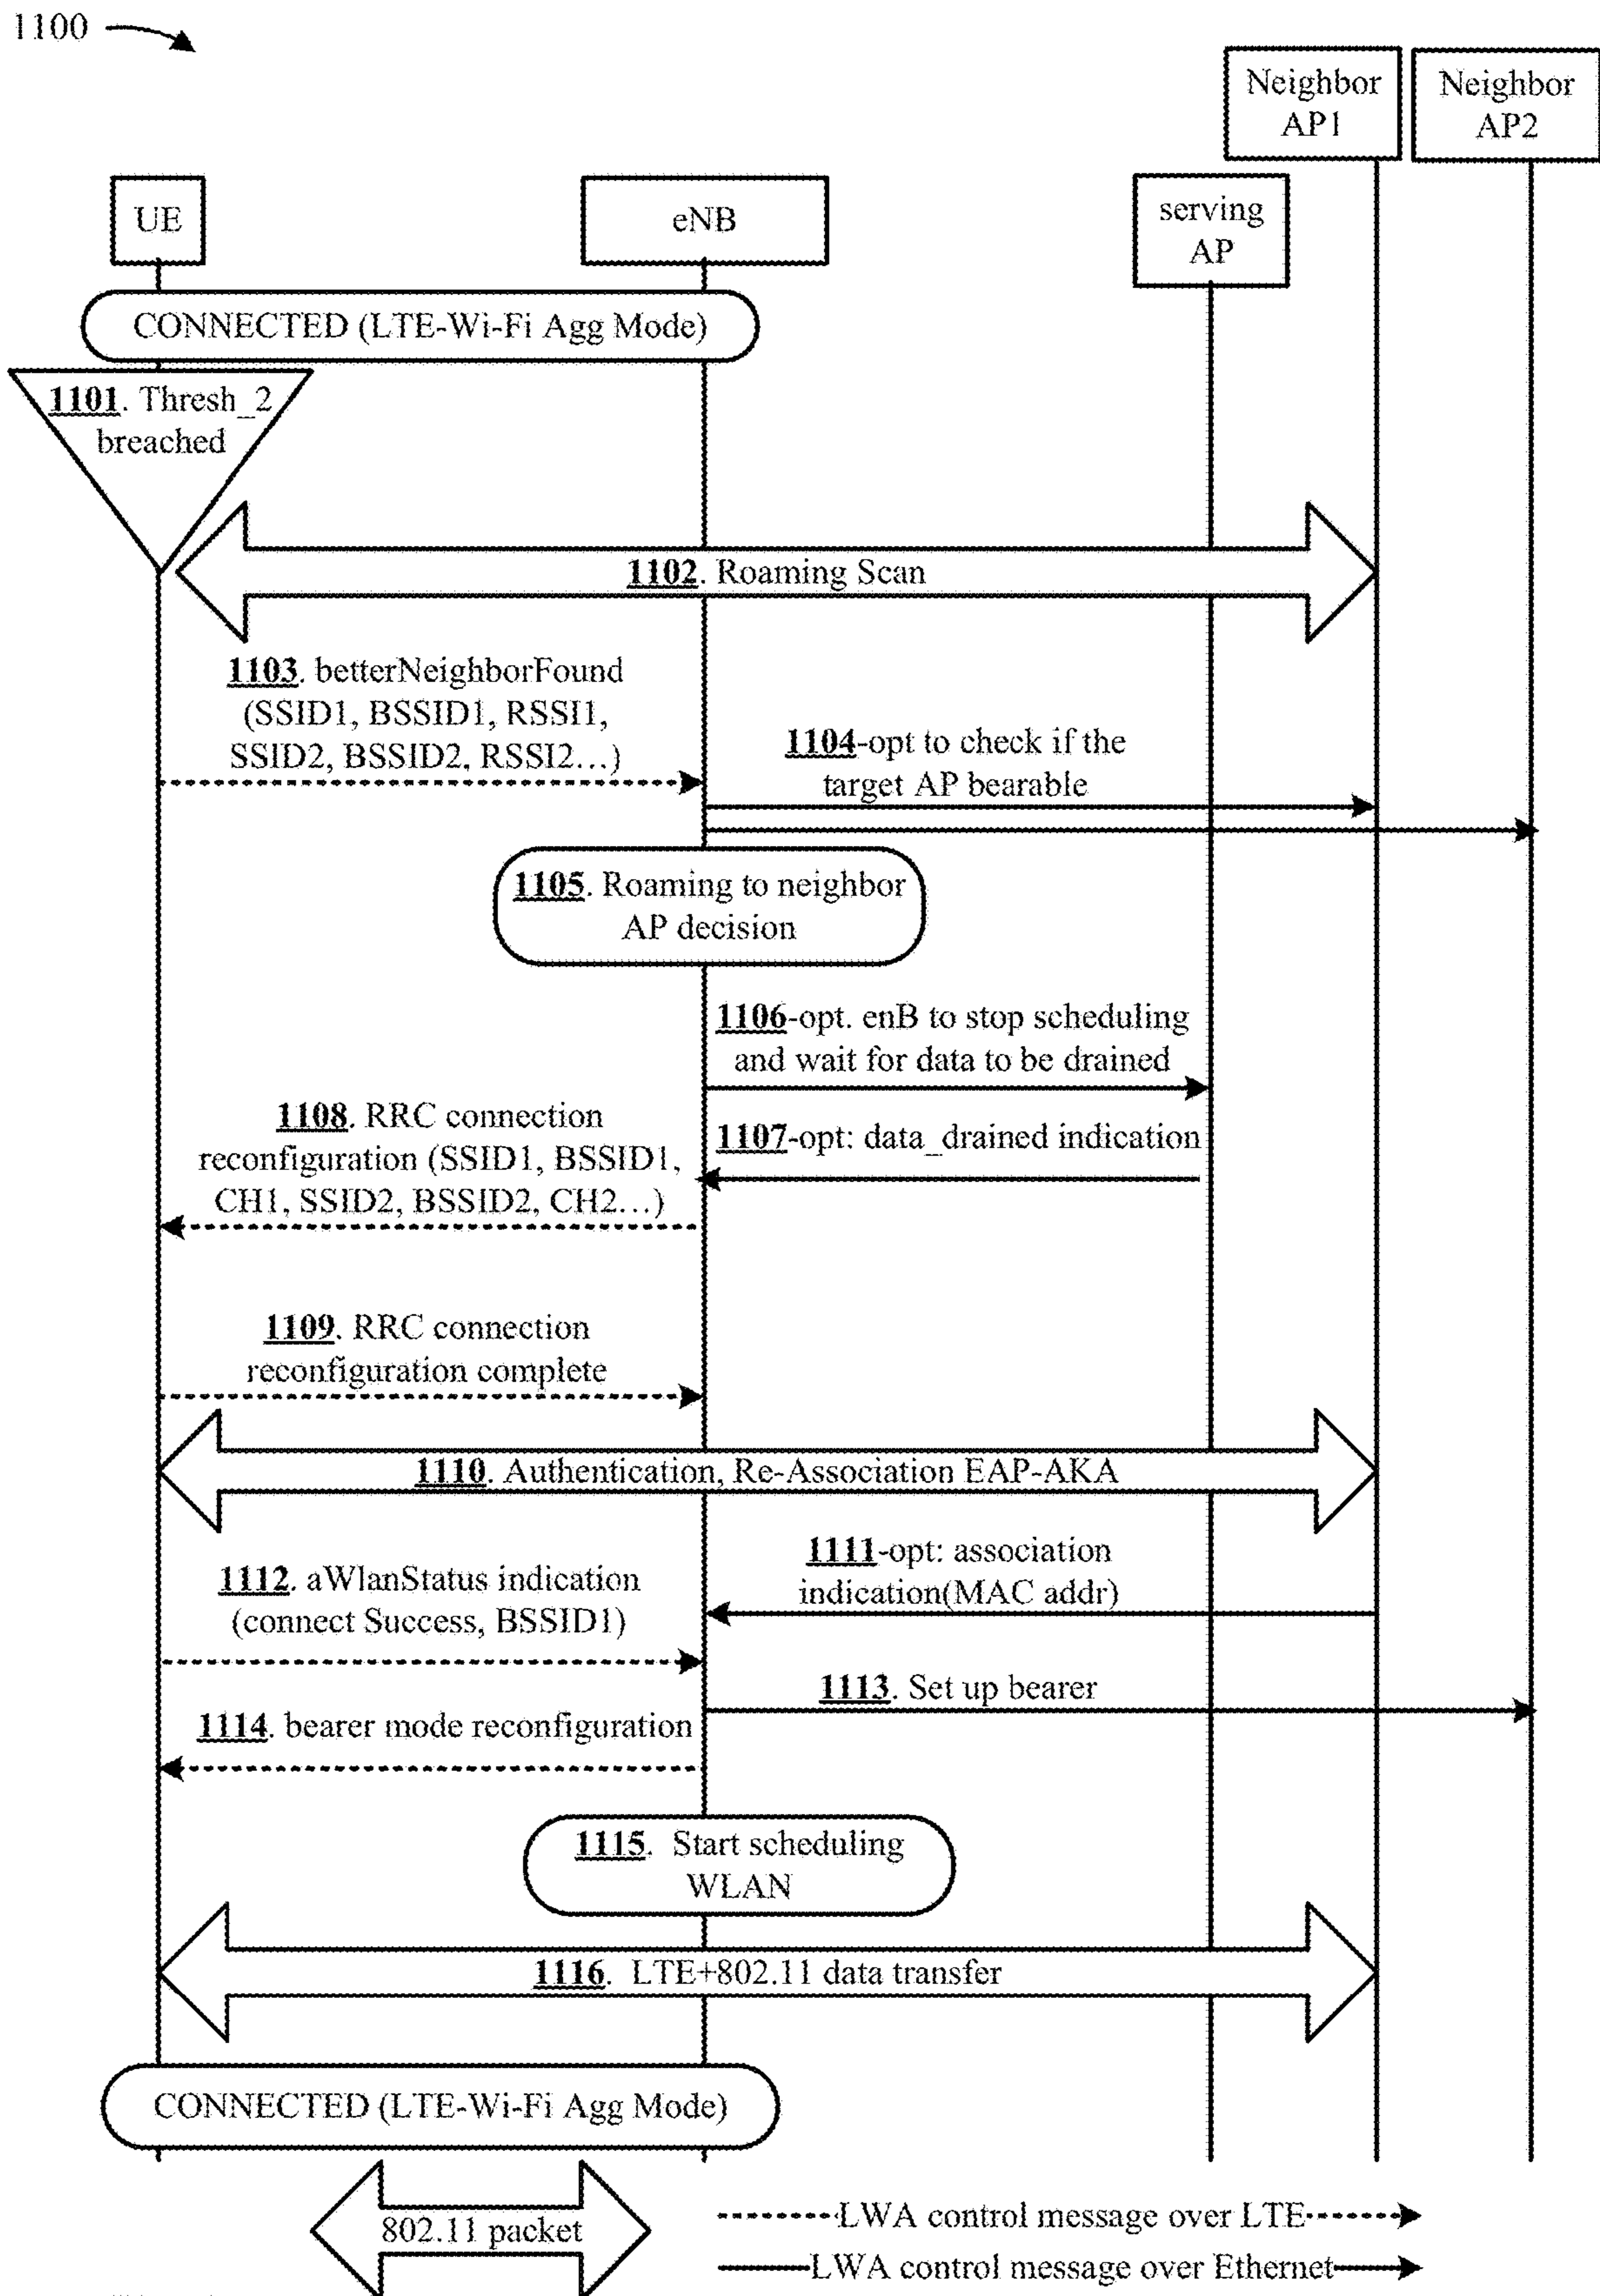 1100
Neighbor
AP1
Neighbor
AP2
UE
eNB
serving
AP
CONNECTED (LTE-Wi-Fi Agg Mode)
1101. Thresh_2
breached
1102. Roaming Scan
1103. betterNeighborFound
(SSID1, BSSID1, RSSI1,
SSID2, BSSID2, RSSI2...)
1104-opt to check if the
target AP bearable
1105. Roaming to neighbor
AP decision
1106-opt. enB to stop scheduling
and wait for data to be drained
1107-opt: data_drained indication
1108. RRC connection
reconfiguration (SSID1, BSSID1,
CH1, SSID2, BSSID2, CH2...)
1109. RRC connection
reconfiguration complete
1110. Authentication, Re-Association EAP-AKA
1111-opt: association
indication(MAC addr)
1112. aWlanStatus indication
(connect Success, BSSID1)
1113. Set up bearer
1114. bearer mode reconfiguration
1115. Start scheduling
WLAN
1116. LTE+802.11 data transfer
CONNECTED (LTE-Wi-Fi Agg Mode)
802.11 packet
LWA control message over LTE
LWA control message over Ethernet